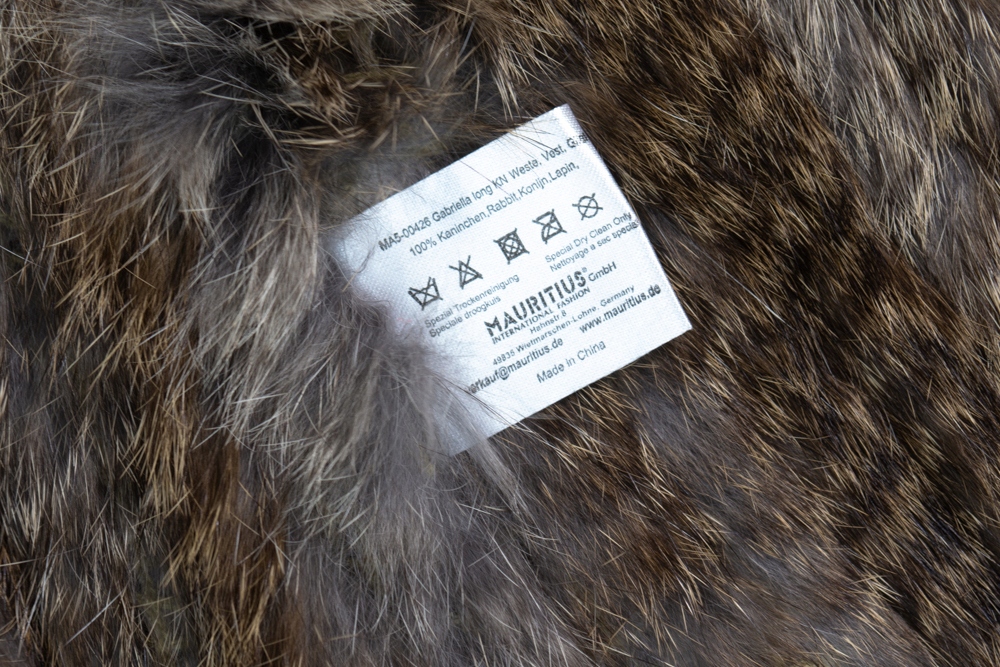 MA5-00426 Gabriella long KN Weste, Vest,
100% Kaninchen,Rabbit,Konijn,Lapin,
Spezial Trockenreinigung
Speciale droogkuis
Special Dry Clean Only
Nettoyage a sec special
MAURITIUS® GmbH
INTERNATIONAL FASHION
Hahnstr.8
49835 Wietmarschen-Lohne, Germany
verkauf@mauritius.de www.mauritius.de
Made in China